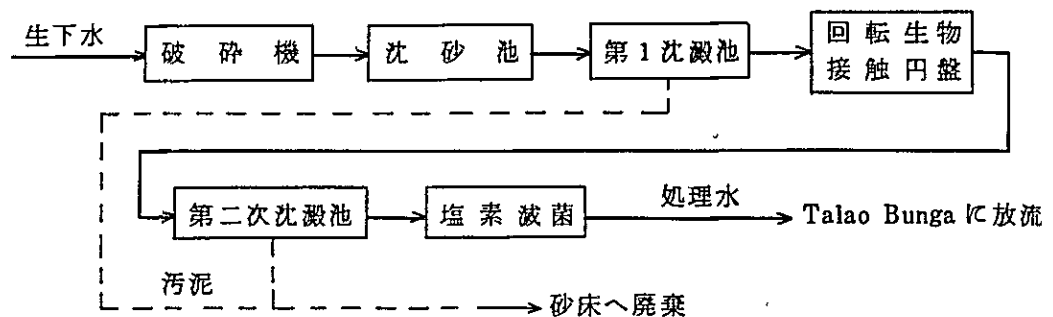 生下水
破砕機
沈砂池
第1沈澱池
回転生物
接触円盤
第二次沈澱池
塩素滅菌
処理水
Talao Bunga に放流
汚泥
砂床へ廃棄